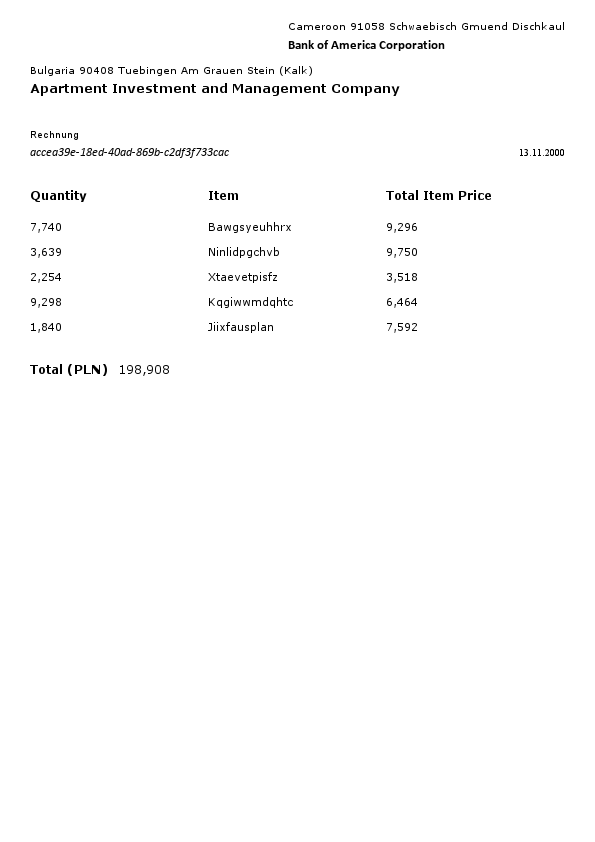 Cameroon 91058 Schwaebisch Gmuend Dischkaul
Bank of America Corporation
Bulgaria 90408 Tuebingen Am Grauen Stein (Kalk)
Apartment Investment and Management Company
Rechnung
accea39e-18ed-40ad-869b-c2df3f733cac 13.11.2000
Quantity Item Total Item Price
7,740 Bawgsyeuhhrx 9,296
3,639 Ninlidpgchvb 9,750
2,254 Xtaevetpisfz 3,518
9,298 Kqgiwwmdqhtc 6,464
1,840 Jiixfausplan 7,592
Total (PLN) 198,908